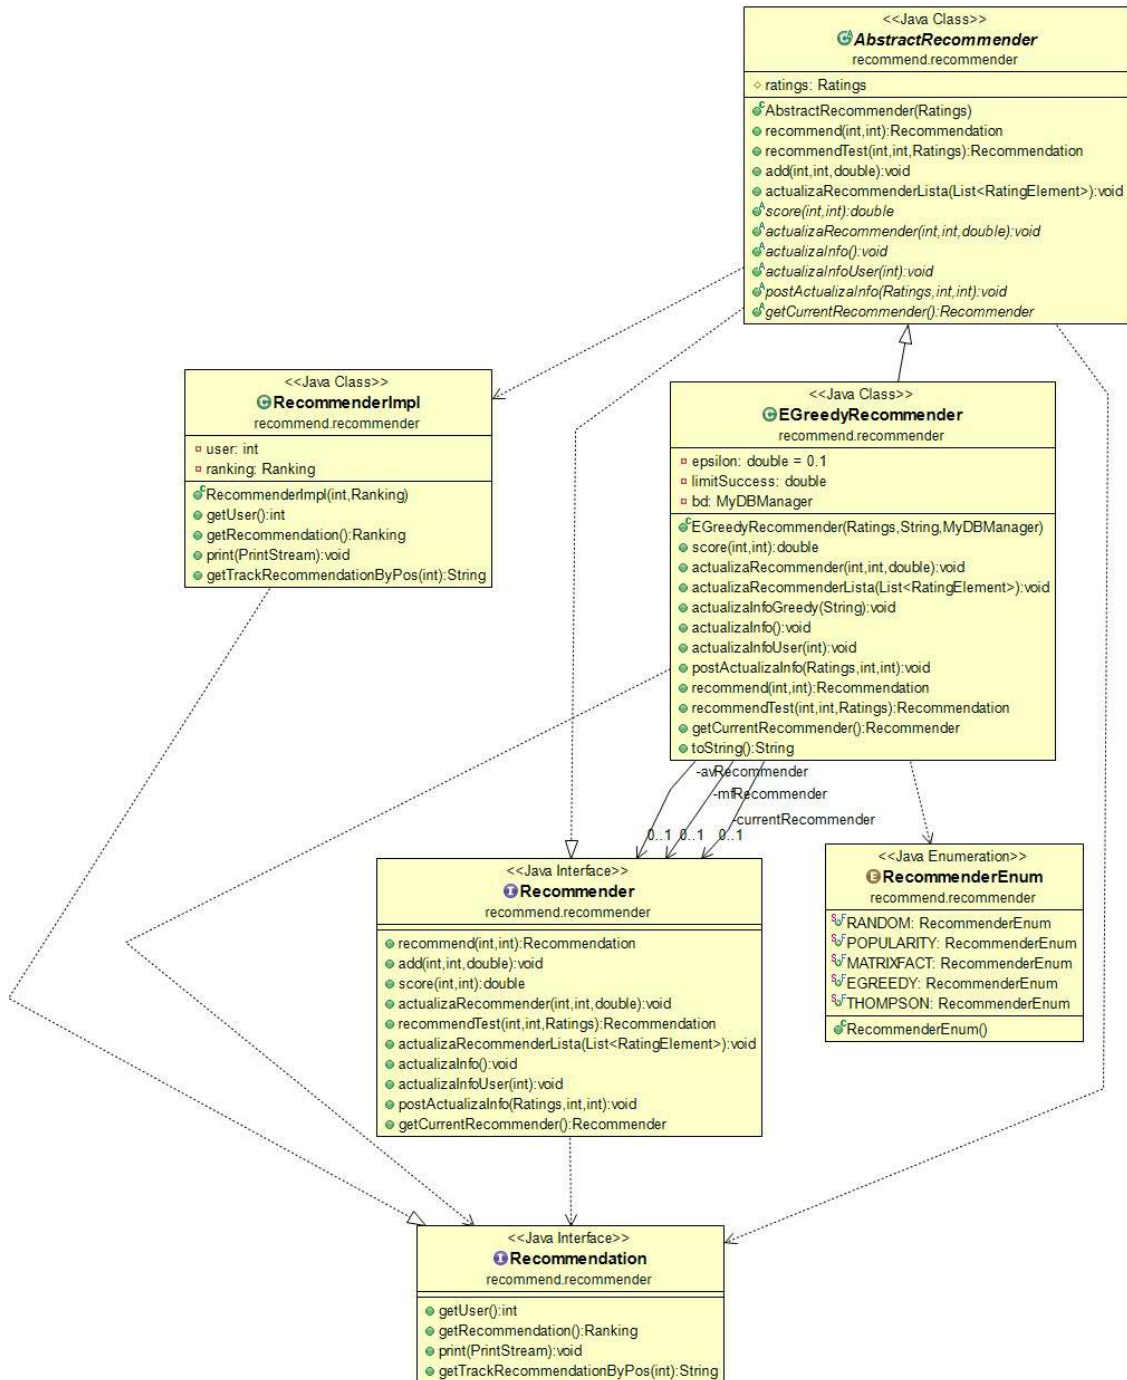 <<Java Class>>
AbstractRecommender
recommend.recommender
ratings: Ratings
AbstractRecommender(Ratings)
recommend(int,int):Recommendation
recommendTest(int,int,Ratings):Recommendation
add(int,int,double):void
actualizaRecommenderLista(List<RatingElement>):void
score(int,int):double
actualizaRecommender(int,int,double):void
actualizaInfo():void
actualizaInfoUser(int):void
postActualizaInfo(Ratings,int,int):void
getCurrentRecommender():Recommender
<<Java Class>>
RecommenderImpl
recommend.recommender
user: int
ranking: Ranking
RecommenderImpl(int,Ranking)
getUser():int
getRecommendation():Ranking
print(PrintStream):void
getTrackRecommendationByPos(int):String
<<Java Class>>
EGreedyRecommender
recommend.recommender
epsilon: double = 0.1
limitSuccess: double
bd: MyDBManager
EGreedyRecommender(Ratings,String,MyDBManager)
score(int,int):double
actualizaRecommender(int,int,double):void
actualizaRecommenderLista(List<RatingElement>):void
actualizaInfoGreedy(String):void
actualizaInfo():void
actualizaInfoUser(int):void
postActualizaInfo(Ratings,int,int):void
recommend(int,int):Recommendation
recommendTest(int,int,Ratings):Recommendation
getCurrentRecommender():Recommender
toString():String
-avRecommender
-mfRecommender
-currentRecommender
0..1 0..1 0..1
<<Java Interface>>
Recommender
recommend.recommender
recommend(int,int):Recommendation
add(int,int,double):void
score(int,int):double
actualizaRecommender(int,int,double):void
recommendTest(int,int,Ratings):Recommendation
actualizaRecommenderLista(List<RatingElement>):void
actualizaInfo():void
actualizaInfoUser(int):void
postActualizaInfo(Ratings,int,int):void
getCurrentRecommender():Recommender
<<Java Enumeration>>
RecommenderEnum
recommend.recommender
RANDOM: RecommenderEnum
POPULARITY: RecommenderEnum
MATRIXFACT: RecommenderEnum
EGREEDY: RecommenderEnum
THOMPSON: RecommenderEnum
RecommenderEnum()
<<Java Interface>>
Recommendation
recommend.recommender
getUser():int
getRecommendation():Ranking
print(PrintStream):void
getTrackRecommendationByPos(int):String